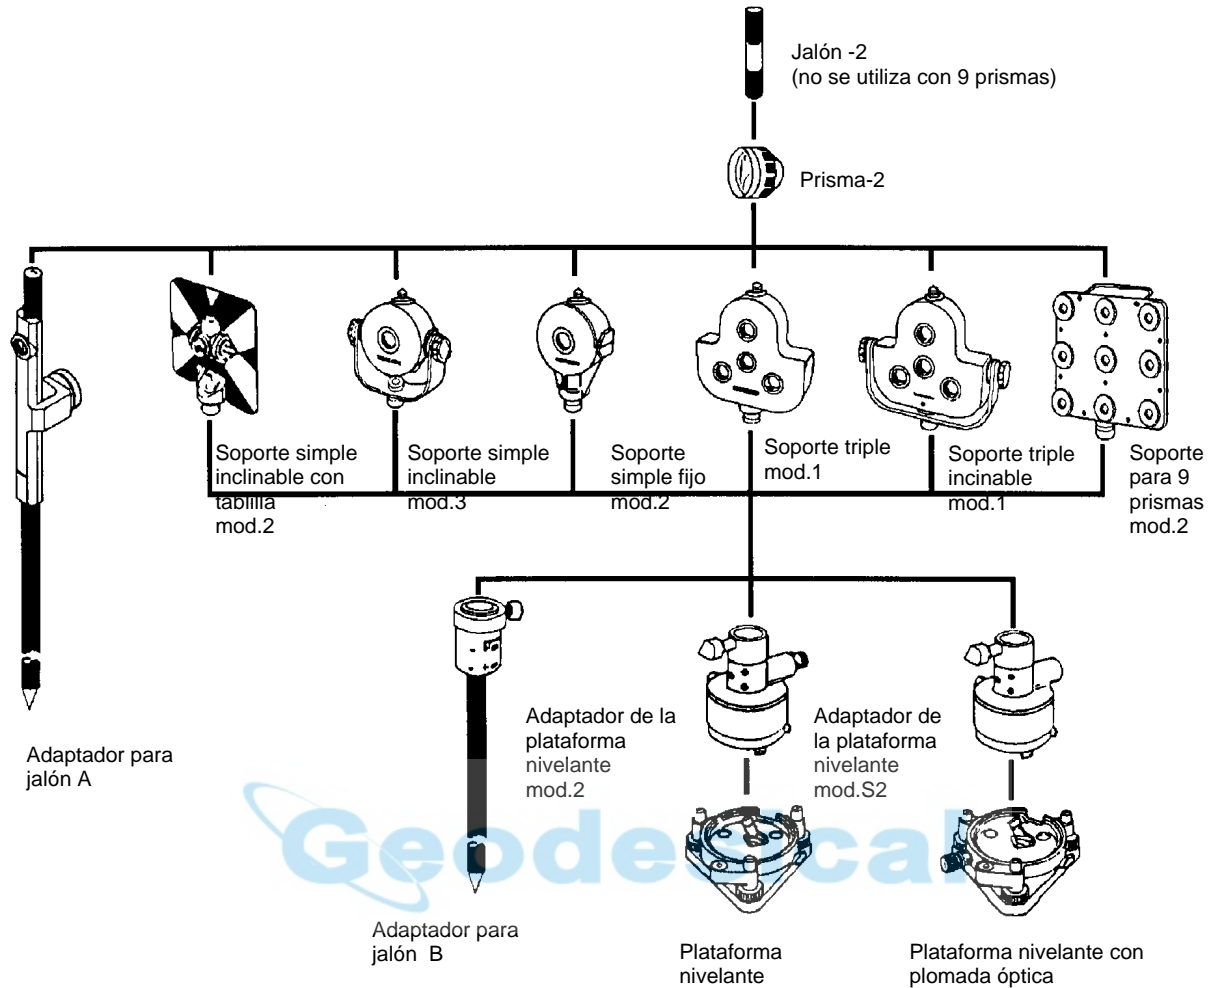 Jalón -2
(no se utiliza con 9 prismas)
Prisma-2
Soporte simple
inclinable con
tablilla
mod.2
Soporte simple
inclinable
mod.3
Soporte
simple fijo
mod.2
Soporte triple
mod.1
Soporte triple
incinable
mod.1
Soporte
para 9
prismas
mod.2
Adaptador para
jalón A
Adaptador de la
plataforma
nivelante
mod.2
Adaptador de
la plataforma
nivelante
mod.S2
Geodesical
Adaptador para
jalón B
Plataforma
nivelante
Plataforma nivelante con
plomada óptica